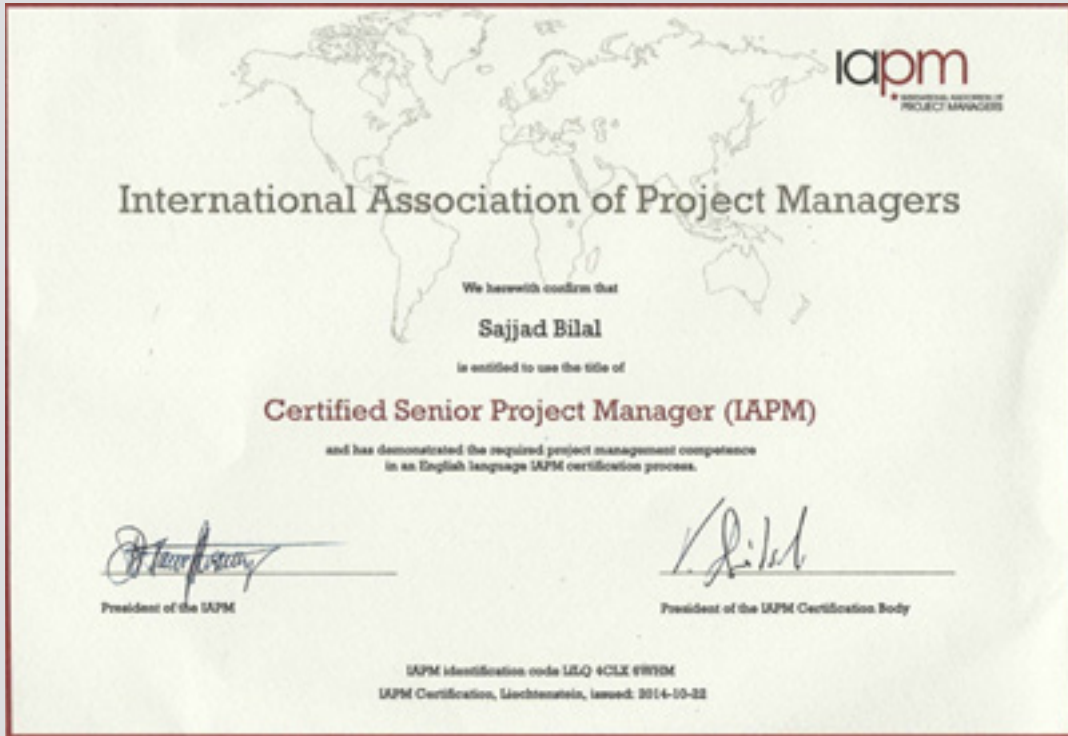 iapm
INTERNATIONAL ASSOCIATION OF
PROJECT MANAGERS
International Association of Project Managers
We herewith confirm that
Sajjad Bilal
is entitled to use the title of
Certified Senior Project Manager (IAPM)
and has demonstrated the required project management competence
in an English language IAPM certification process.
President of the IAPM
President of the IAPM Certification Body
IAPM identification code
IAPM Certification, Liechtenstein, issued: 2014-10-22